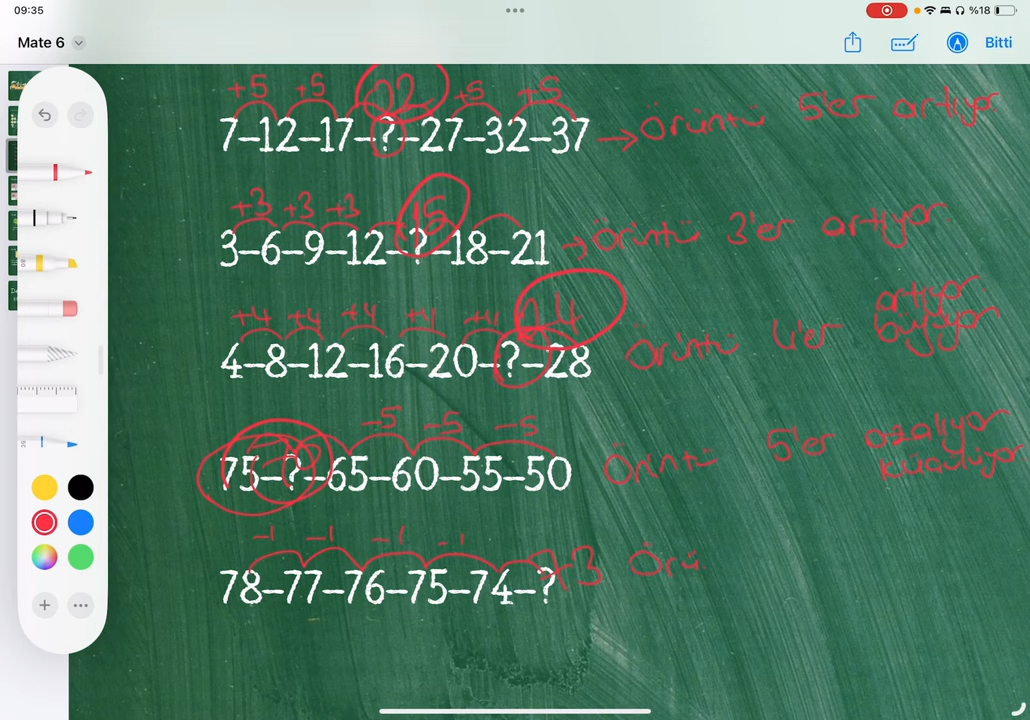 09:35
%18
Mate 6
Bitti
+5 +5 22 +5 +5
7–12–17–?–27–32–37 → Örüntü 5'er artıyor
+3 +3 +3 15
3–6–9–12–?–18–21 → Örüntü 3'er artıyor.
+4 +4 +4 +4 +4 24
4–8–12–16–20–?–28 Örüntü 4'er artıyor. büyüyor
-5 -5 -5
75–?–65–60–55–50 Örüntü 5'er azalıyor küçülüyor
-1 -1 -1 -1
78–77–76–75–74–? 73 Örü